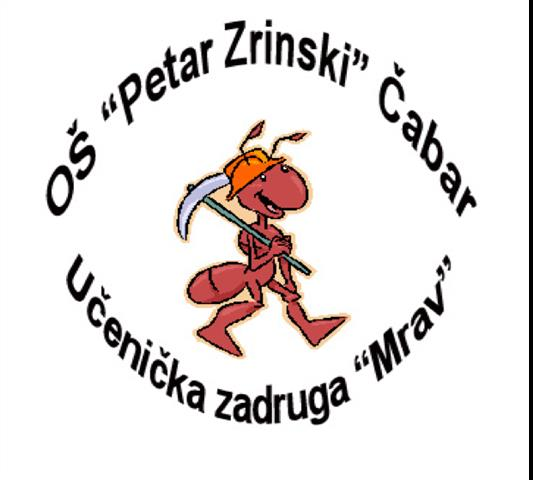 OŠ “Petar Zrinski” Čabar
Učenička zadruga “Mrav”